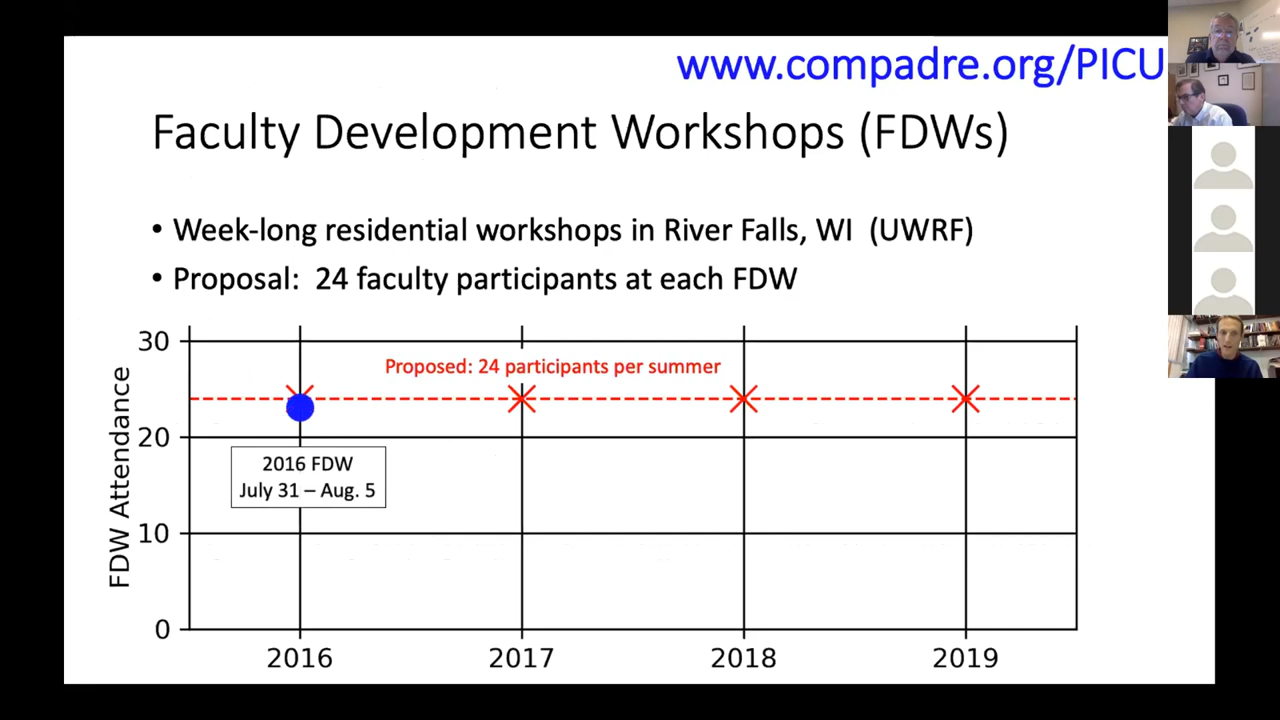 www.compadre.org/PICU
Faculty Development Workshops (FDWs)
• Week-long residential workshops in River Falls, WI (UWRF)
• Proposal: 24 faculty participants at each FDW
30
Proposed: 24 participants per summer
20
2016 FDW
July 31 – Aug. 5
10
0
FDW Attendance
2016 2017 2018 2019